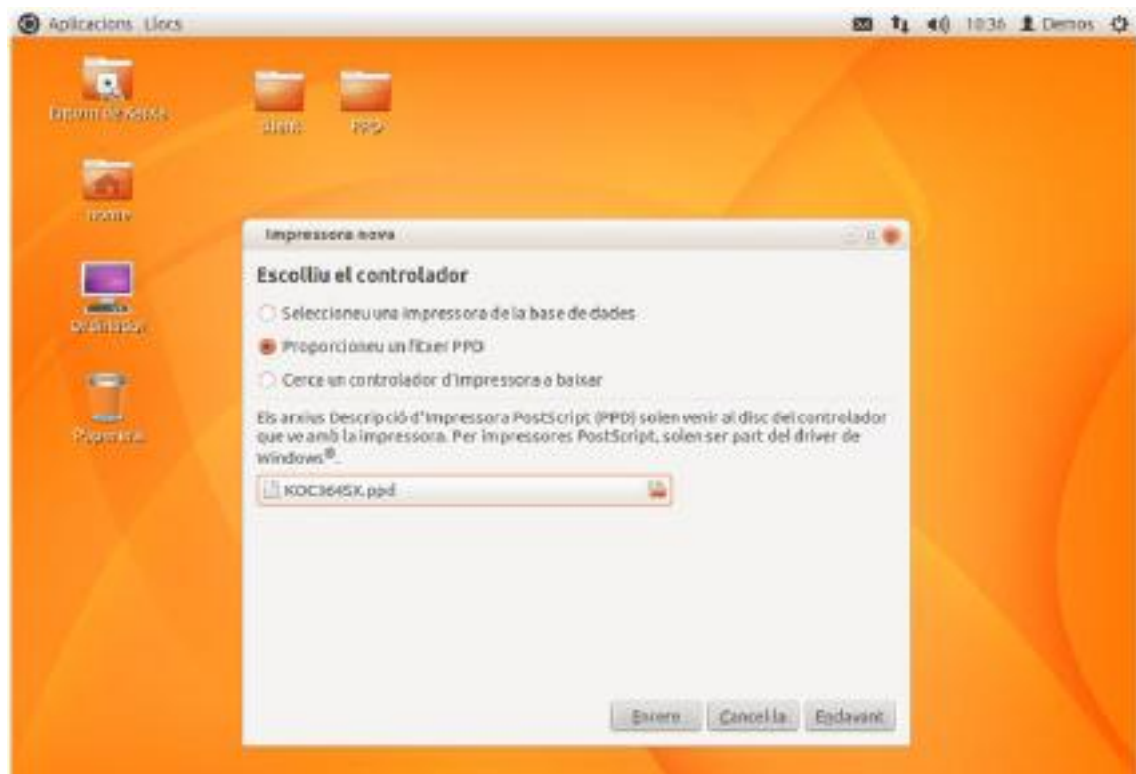 Aplicacions Llocs
10:36 Demos
client
PPD
Impressora nova
Escolliu el controlador
Seleccioneu una impressora de la base de dades
Proporcioneu un fitxer PPD
Cerca un controlador d'impressora a baixar
Els arxius Descripció d'Impressora PostScript (PPD) solen venir al disc del controlador
que ve amb la impressora. Per impressores PostScript, solen ser part del driver de
Windows®.
KOC364SX.ppd
Enrere Cancel·la Endavant